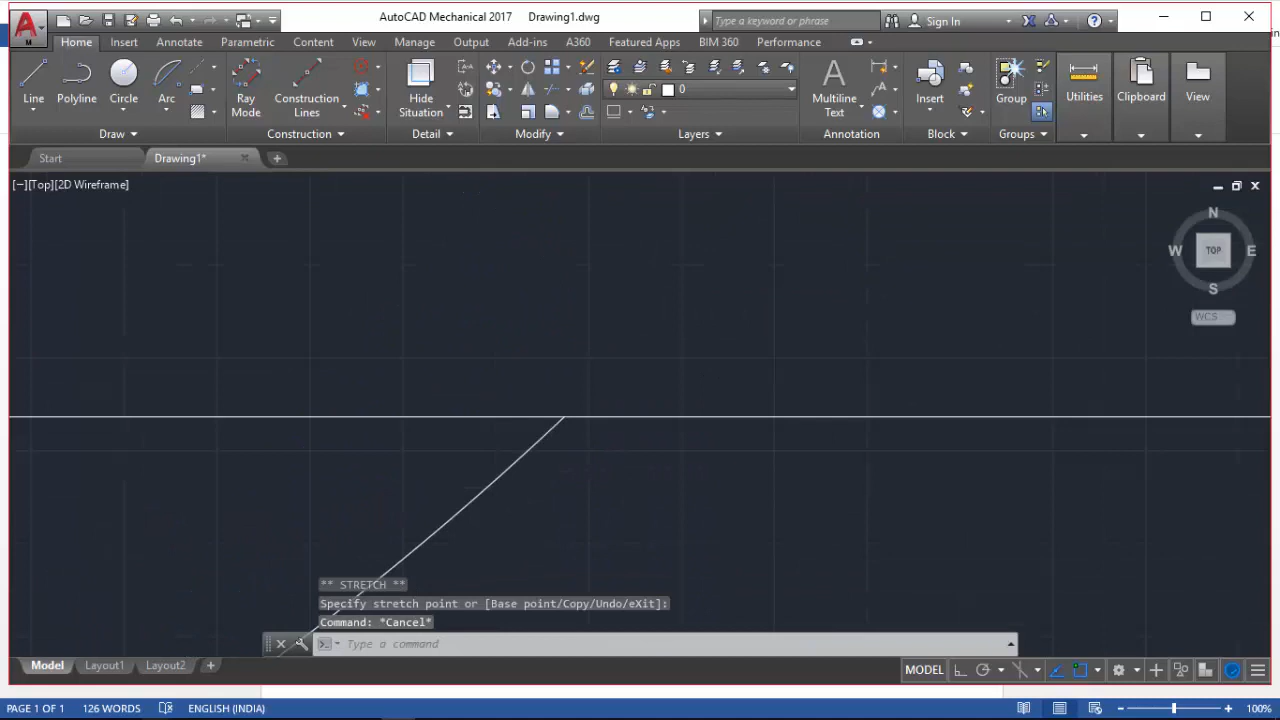 AutoCAD Mechanical 2017 Drawing1.dwg
Type a keyword or phrase
Sign In
M
Home Insert Annotate Parametric Content View Manage Output Add-ins A360 Featured Apps BIM 360 Performance
Line Polyline Circle Arc
Ray Mode
Construction Lines
Hide Situation
0
Multiline Text
Insert
Group
Utilities
Clipboard
View
Draw Construction Detail Modify Layers Annotation Block Groups
Start Drawing1*
[−][Top][2D Wireframe]
N
W TOP E
S
WCS
** STRETCH **
Specify stretch point or [Base point/Copy/Undo/eXit]:
Command: *Cancel*
Type a command
Model Layout1 Layout2
MODEL
PAGE 1 OF 1 126 WORDS ENGLISH (INDIA) 100%